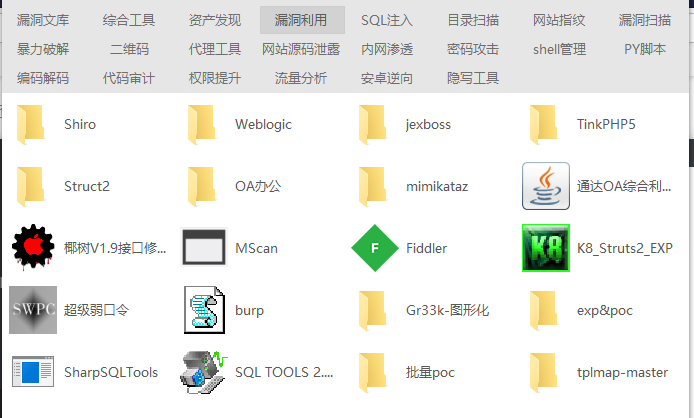 漏洞文库 综合工具 资产发现 漏洞利用 SQL注入 目录扫描 网站指纹 漏洞扫描
暴力破解 二维码 代理工具 网站源码泄露 内网渗透 密码攻击 shell管理 PY脚本
编码解码 代码审计 权限提升 流量分析 安卓逆向 隐写工具
Shiro Weblogic jexboss TinkPHP5
Struct2 OA办公 mimikataz 通达OA综合利...
椰树V1.9接口修... MScan F Fiddler K8 K8_Struts2_EXP
SWPC 超级弱口令 burp Gr33k-图形化 exp&poc
SharpSQLTools SQL TOOLS 2.... 批量poc tplmap-master